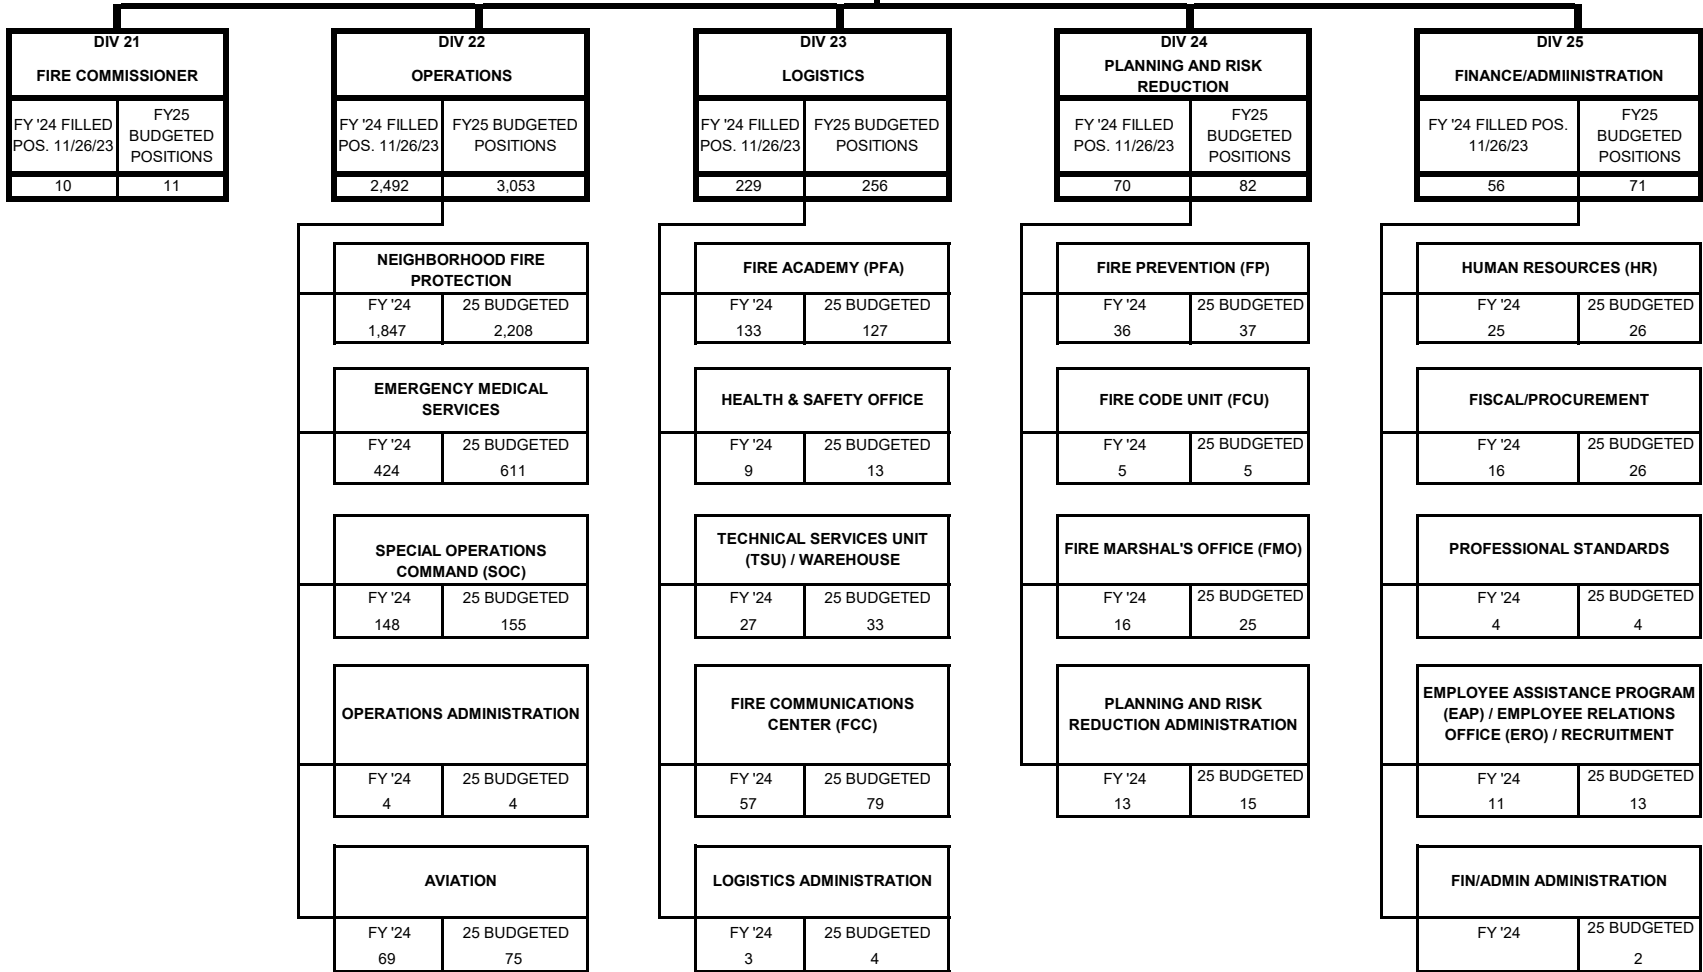 DIV 21
FIRE COMMISSIONER
FY '24 FILLED
POS. 11/26/23
FY25
BUDGETED
POSITIONS
10
11
DIV 22
OPERATIONS
FY '24 FILLED
POS. 11/26/23
FY25 BUDGETED
POSITIONS
2,492
3,053
DIV 23
LOGISTICS
FY '24 FILLED
POS. 11/26/23
FY25 BUDGETED
POSITIONS
229
256
DIV 24
PLANNING AND RISK
REDUCTION
FY '24 FILLED
POS. 11/26/23
FY25
BUDGETED
POSITIONS
70
82
DIV 25
FINANCE/ADMIINISTRATION
FY '24 FILLED POS.
11/26/23
FY25
BUDGETED
POSITIONS
56
71
NEIGHBORHOOD FIRE
PROTECTION
FY '24
25 BUDGETED
1,847
2,208
EMERGENCY MEDICAL
SERVICES
FY '24
25 BUDGETED
424
611
SPECIAL OPERATIONS
COMMAND (SOC)
FY '24
25 BUDGETED
148
155
OPERATIONS ADMINISTRATION
FY '24
25 BUDGETED
4
4
AVIATION
FY '24
25 BUDGETED
69
75
FIRE ACADEMY (PFA)
FY '24
25 BUDGETED
133
127
HEALTH & SAFETY OFFICE
FY '24
25 BUDGETED
9
13
TECHNICAL SERVICES UNIT
(TSU) / WAREHOUSE
FY '24
25 BUDGETED
27
33
FIRE COMMUNICATIONS
CENTER (FCC)
FY '24
25 BUDGETED
57
79
LOGISTICS ADMINISTRATION
FY '24
25 BUDGETED
3
4
FIRE PREVENTION (FP)
FY '24
25 BUDGETED
36
37
FIRE CODE UNIT (FCU)
FY '24
25 BUDGETED
5
5
FIRE MARSHAL'S OFFICE (FMO)
FY '24
25 BUDGETED
16
25
PLANNING AND RISK
REDUCTION ADMINISTRATION
FY '24
25 BUDGETED
13
15
HUMAN RESOURCES (HR)
FY '24
25 BUDGETED
25
26
FISCAL/PROCUREMENT
FY '24
25 BUDGETED
16
26
PROFESSIONAL STANDARDS
FY '24
25 BUDGETED
4
4
EMPLOYEE ASSISTANCE PROGRAM
(EAP) / EMPLOYEE RELATIONS
OFFICE (ERO) / RECRUITMENT
FY '24
25 BUDGETED
11
13
FIN/ADMIN ADMINISTRATION
FY '24
25 BUDGETED
2